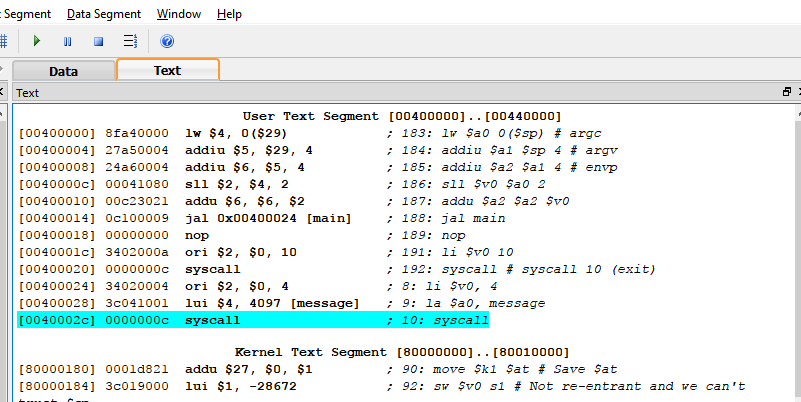 t Segment Data Segment Window Help
Data Text
Text
User Text Segment [00400000]..[00440000]
[00400000] 8fa40000 lw $4, 0($29) ; 183: lw $a0 0($sp) # argc
[00400004] 27a50004 addiu $5, $29, 4 ; 184: addiu $a1 $sp 4 # argv
[00400008] 24a60004 addiu $6, $5, 4 ; 185: addiu $a2 $a1 4 # envp
[0040000c] 00041080 sll $2, $4, 2 ; 186: sll $v0 $a0 2
[00400010] 00c23021 addu $6, $6, $2 ; 187: addu $a2 $a2 $v0
[00400014] 0c100009 jal 0x00400024 [main] ; 188: jal main
[00400018] 00000000 nop ; 189: nop
[0040001c] 3402000a ori $2, $0, 10 ; 191: li $v0 10
[00400020] 0000000c syscall ; 192: syscall # syscall 10 (exit)
[00400024] 34020004 ori $2, $0, 4 ; 8: li $v0, 4
[00400028] 3c041001 lui $4, 4097 [message] ; 9: la $a0, message
[0040002c] 0000000c syscall ; 10: syscall
Kernel Text Segment [80000000]..[80010000]
[80000180] 0001d821 addu $27, $0, $1 ; 90: move $k1 $at # Save $at
[80000184] 3c019000 lui $1, -28672 ; 92: sw $v0 s1 # Not re-entrant and we can't
trust $sp